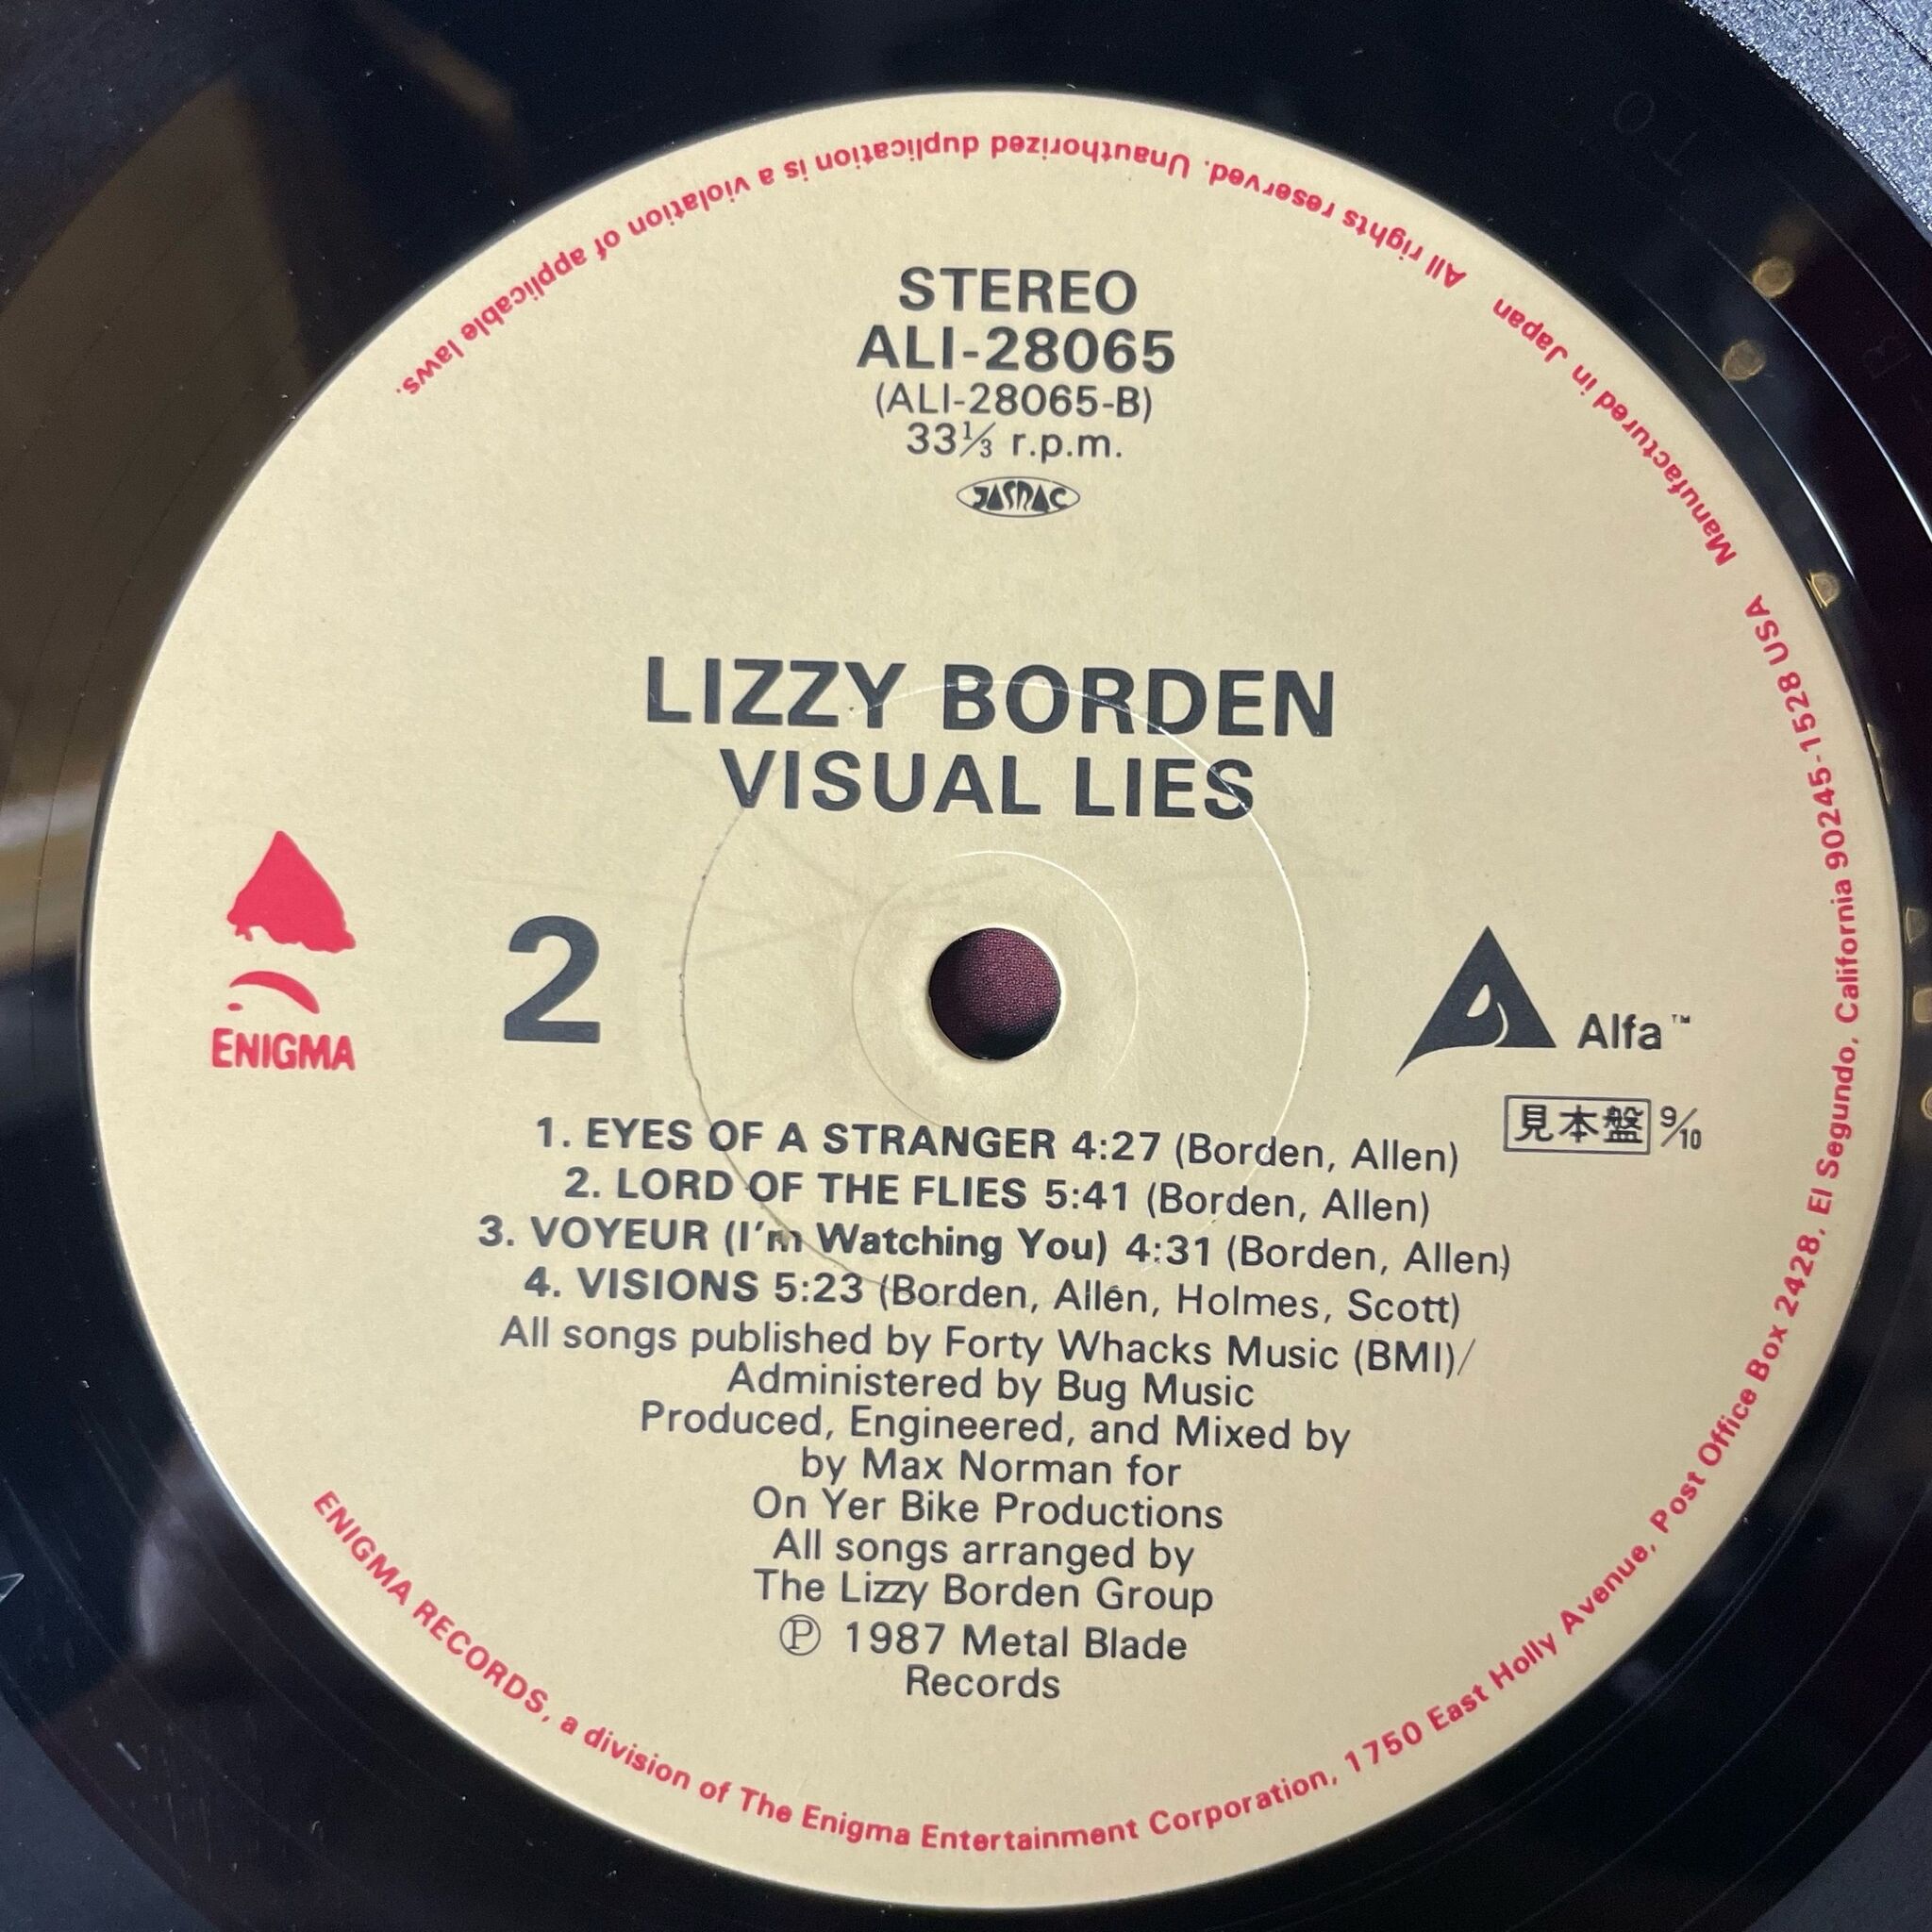 STEREO
ALI-28065
(ALI-28065-B)
33⅓ r.p.m.
JASRAC
LIZZY BORDEN
VISUAL LIES
ENIGMA
2
Alfa™
見本盤 9/10
1. EYES OF A STRANGER 4:27 (Borden, Allen)
2. LORD OF THE FLIES 5:41 (Borden, Allen)
3. VOYEUR (I'm Watching You) 4:31 (Borden, Allen)
4. VISIONS 5:23 (Borden, Allen, Holmes, Scott)
All songs published by Forty Whacks Music (BMI)/
Administered by Bug Music
Produced, Engineered, and Mixed by
by Max Norman for
On Yer Bike Productions
All songs arranged by
The Lizzy Borden Group
Ⓟ 1987 Metal Blade
Records
ENIGMA RECORDS, a division of The Enigma Entertainment Corporation, 1750 East Holly Avenue, Post Office Box 2428, El Segundo, California 90245-1528 USA Manufactured in Japan All rights reserved. Unauthorized duplication is a violation of applicable laws.